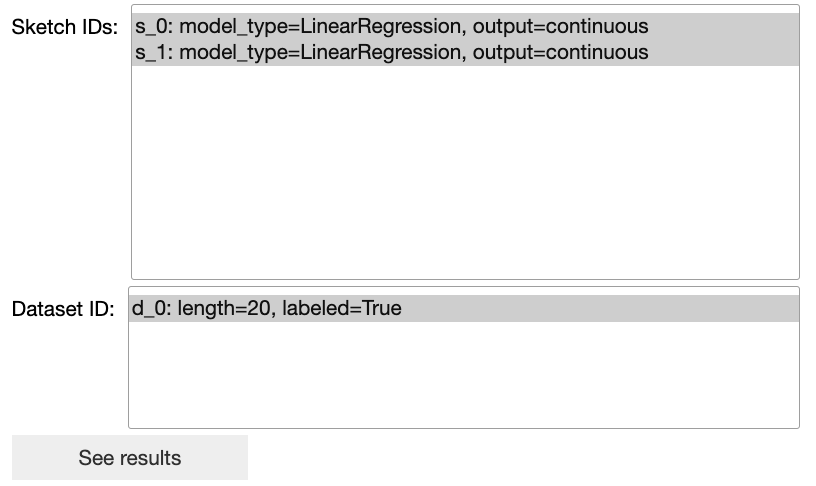 Sketch IDs:
s_0: model_type=LinearRegression, output=continuous
s_1: model_type=LinearRegression, output=continuous
Dataset ID:
d_0: length=20, labeled=True
See results